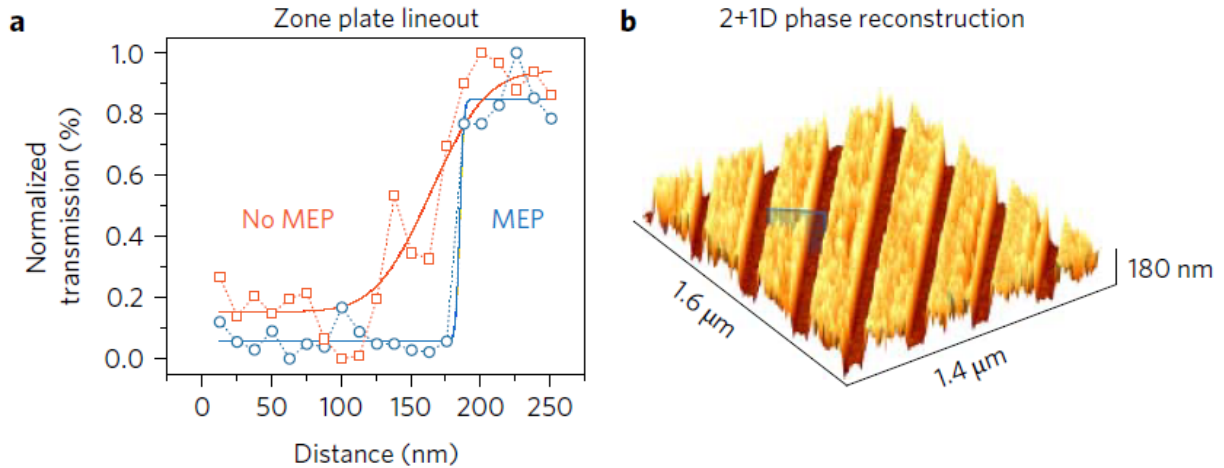 a
Zone plate lineout
Normalized
transmission (%)
1.0
0.8
0.6
0.4
0.2
0.0
No MEP
MEP
0
50
100
150
200
250
Distance (nm)
b
2+1D phase reconstruction
180 nm
1.6 μm
1.4 μm